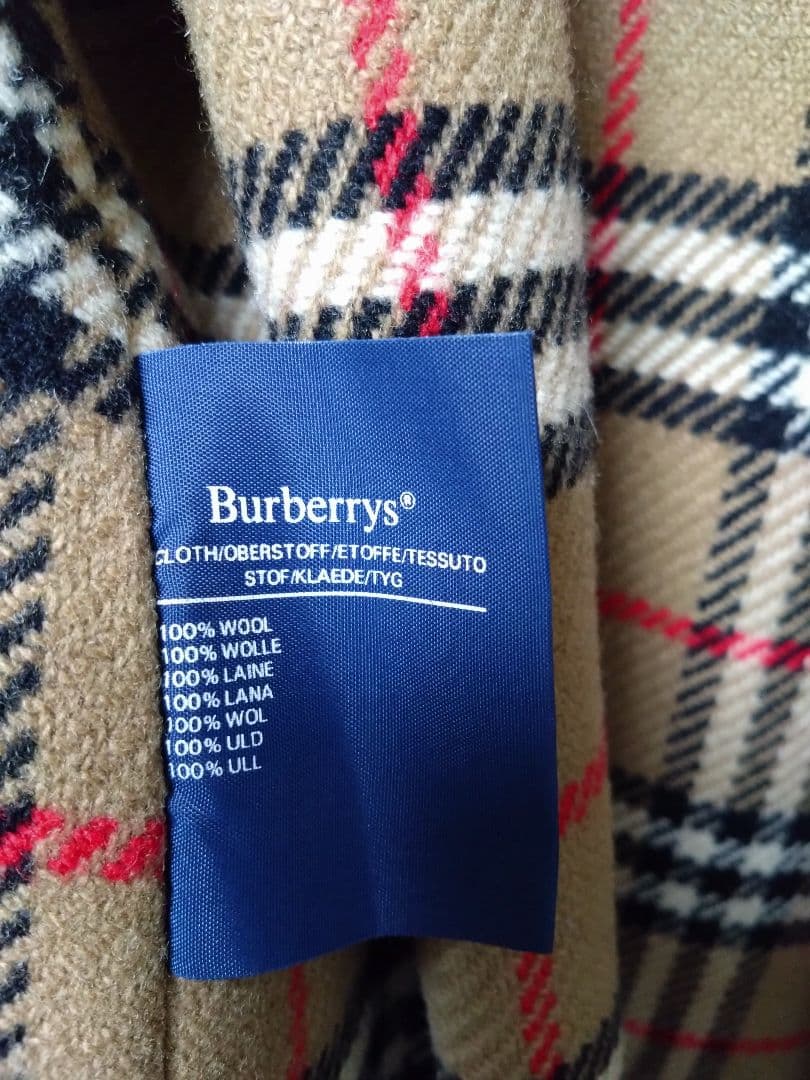 Burberrys®
CLOTH/OBERSTOFF/ETOFFE/TESSUTO
STOF/KLAEDE/TYG
100% WOOL
100% WOLLE
100% LAINE
100% LANA
100% WOL
100% ULD
100% ULL